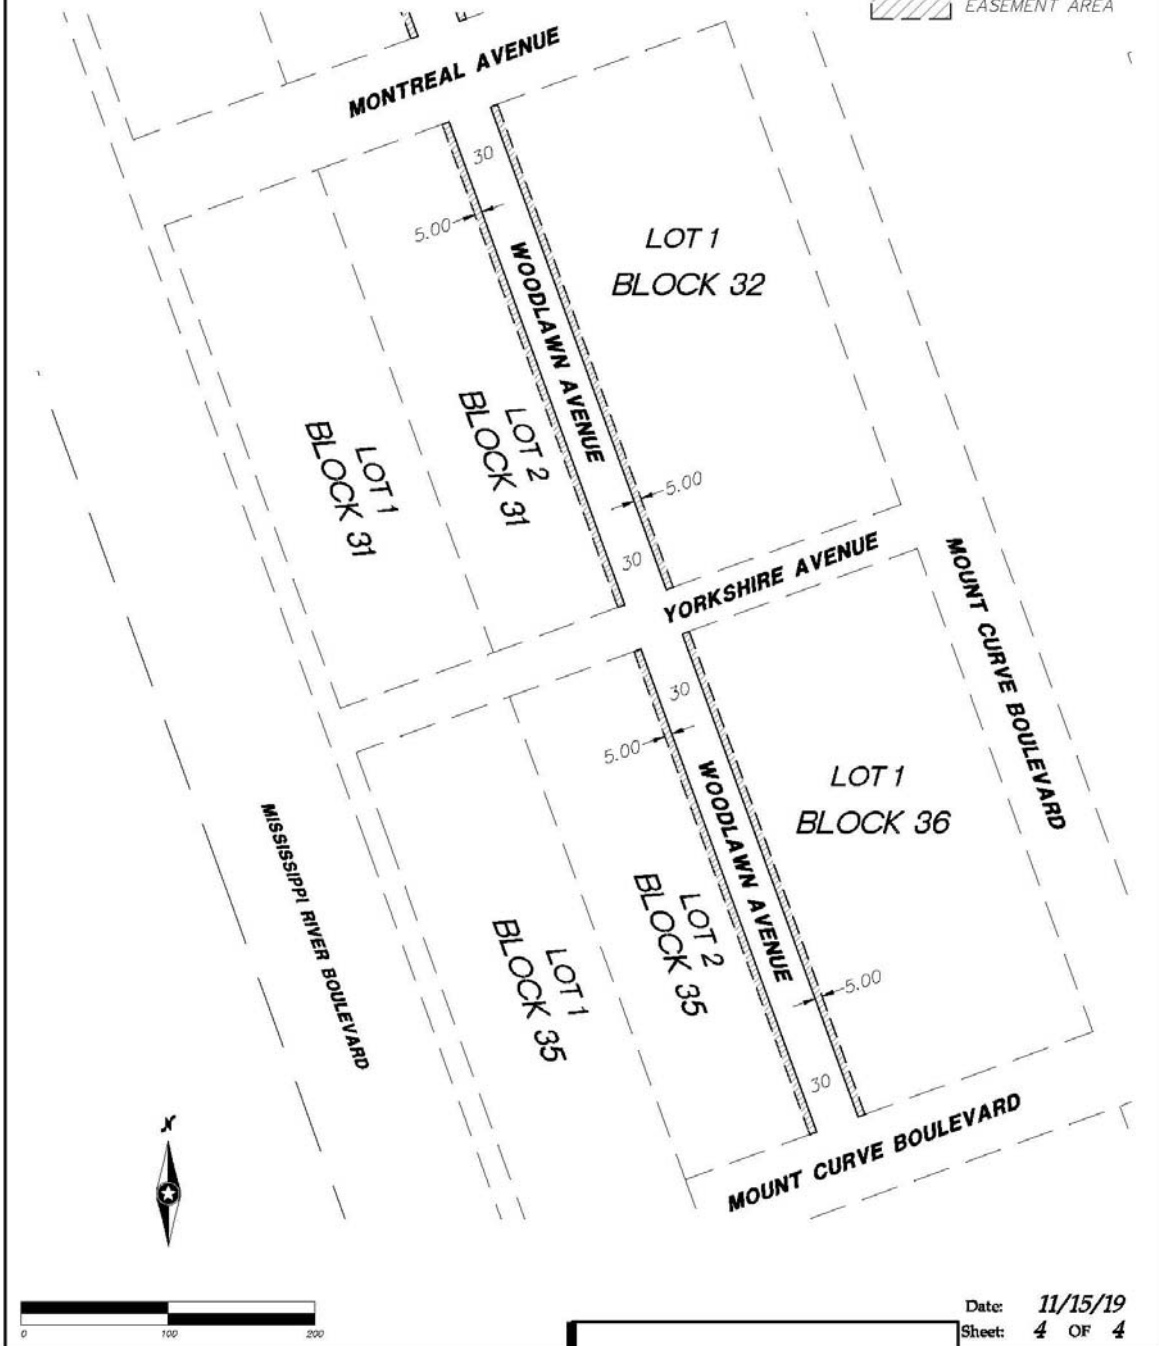 EASEMENT AREA
MONTREAL AVENUE
30
5.00
LOT 1
BLOCK 32
WOODLAWN AVENUE
LOT 2
BLOCK 31
LOT 1
BLOCK 31
5.00
30
YORKSHIRE AVENUE
MOUNT CURVE BOULEVARD
30
5.00
WOODLAWN AVENUE
LOT 1
BLOCK 36
MISSISSIPPI RIVER BOULEVARD
LOT 2
BLOCK 35
LOT 1
BLOCK 35
5.00
30
MOUNT CURVE BOULEVARD
N
0 100 200
Date: 11/15/19
Sheet: 4 OF 4